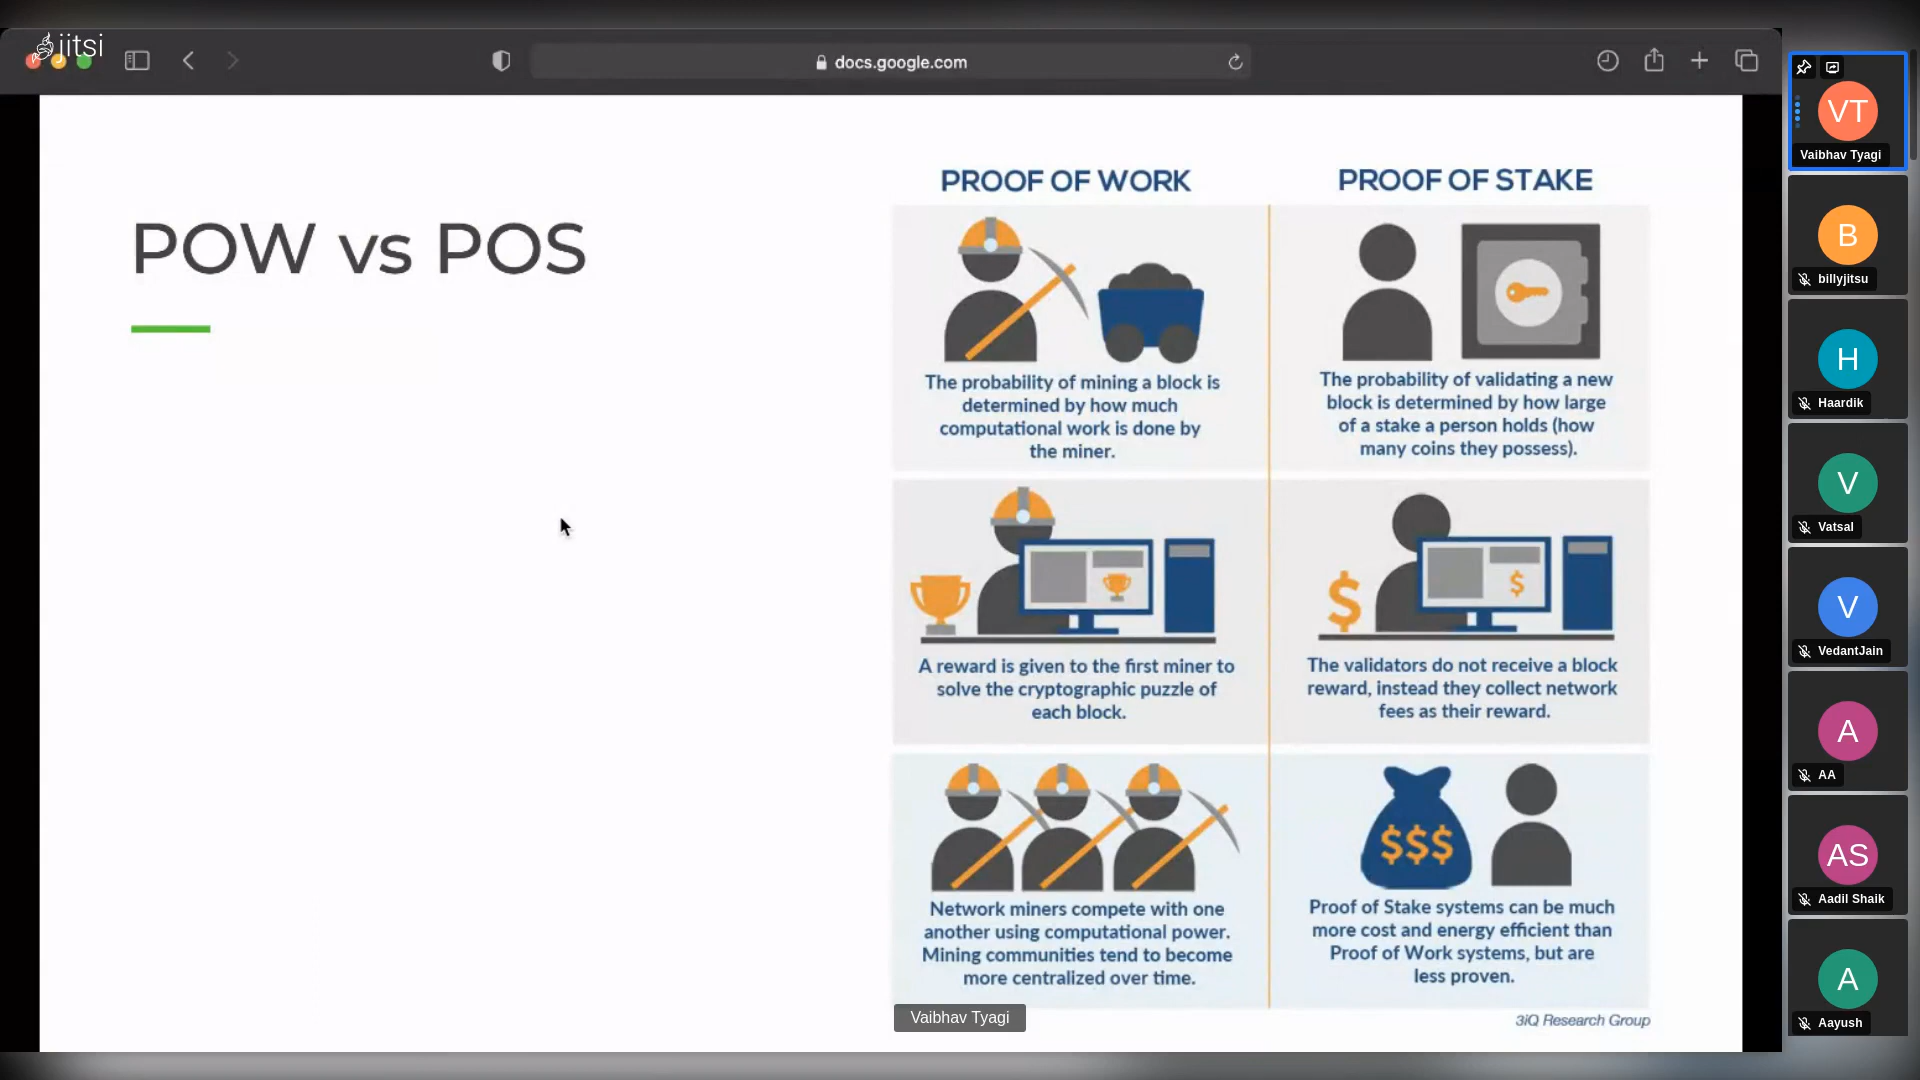 jitsi
docs.google.com
POW vs POS
PROOF OF WORK
The probability of mining a block is
determined by how much
computational work is done by
the miner.
A reward is given to the first miner to
solve the cryptographic puzzle of
each block.
Network miners compete with one
another using computational power.
Mining communities tend to become
more centralized over time.
PROOF OF STAKE
The probability of validating a new
block is determined by how large
of a stake a person holds (how
many coins they possess).
$
$
The validators do not receive a block
reward, instead they collect network
fees as their reward.
$$$
Proof of Stake systems can be much
more cost and energy efficient than
Proof of Work systems, but are
less proven.
3iQ Research Group
Vaibhav Tyagi
VT
Vaibhav Tyagi
B
billyjitsu
H
Haardik
V
Vatsal
V
VedantJain
A
AA
AS
Aadil Shaik
A
Aayush